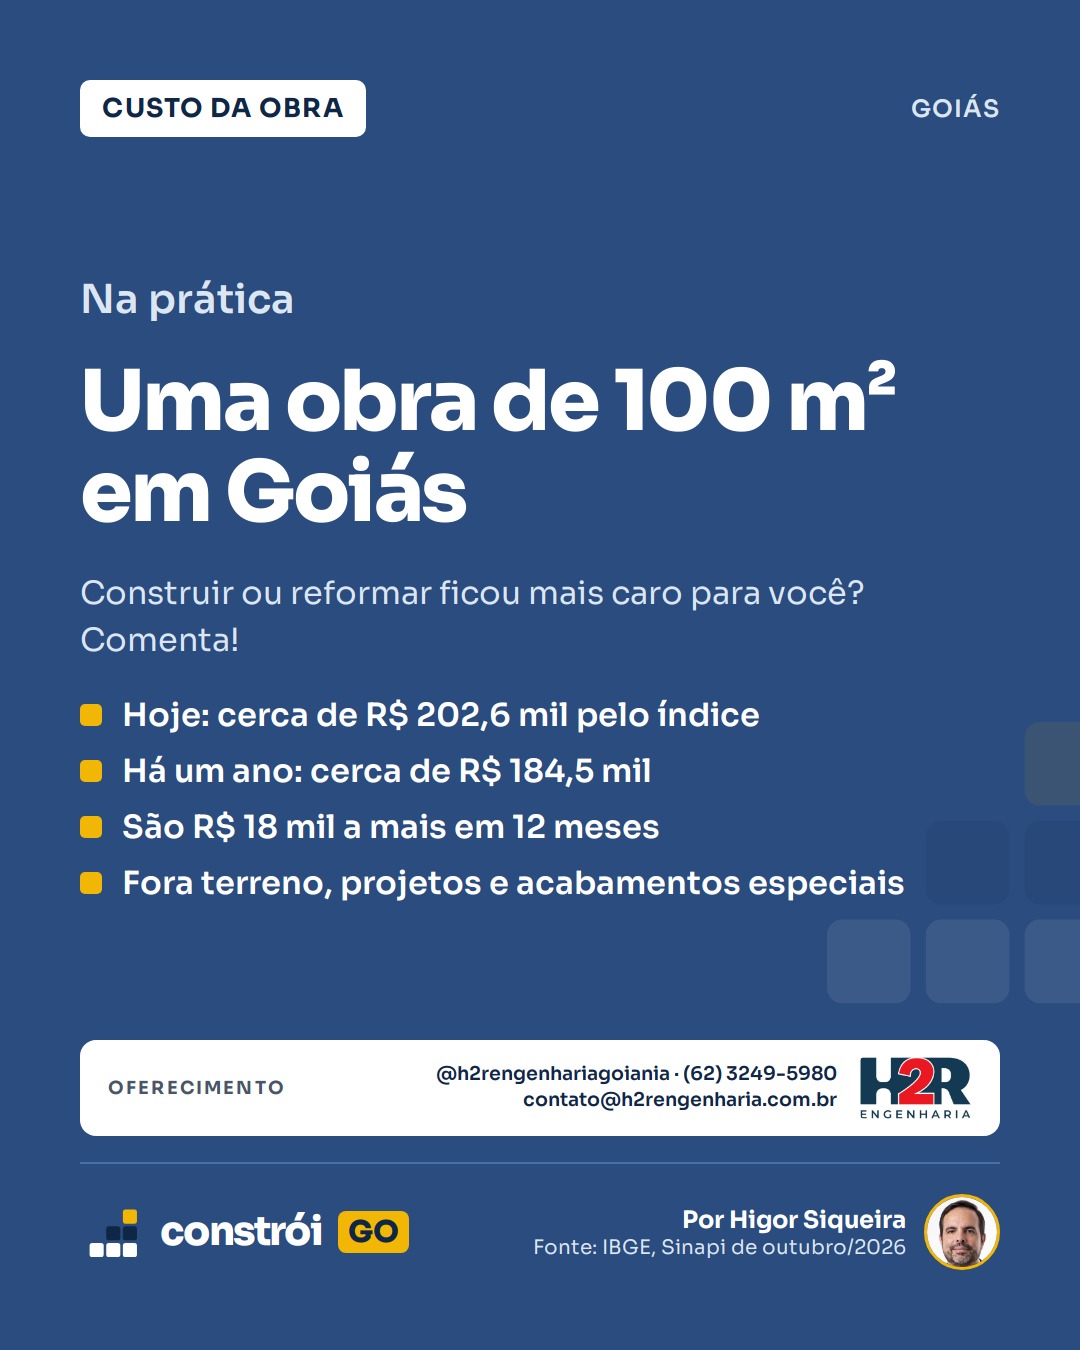 CUSTO DA OBRA
GOIÁS
Na prática
Uma obra de 100 m²
em Goiás
Construir ou reformar ficou mais caro para você?
Comenta!
Hoje: cerca de R$ 202,6 mil pelo índice
Há um ano: cerca de R$ 184,5 mil
São R$ 18 mil a mais em 12 meses
Fora terreno, projetos e acabamentos especiais
OFERECIMENTO
@h2rengenhariagoiania · (62) 3249-5980
contato@h2rengenharia.com.br
H2R
ENGENHARIA
constrói GO
Por Higor Siqueira
Fonte: IBGE, Sinapi de outubro/2026